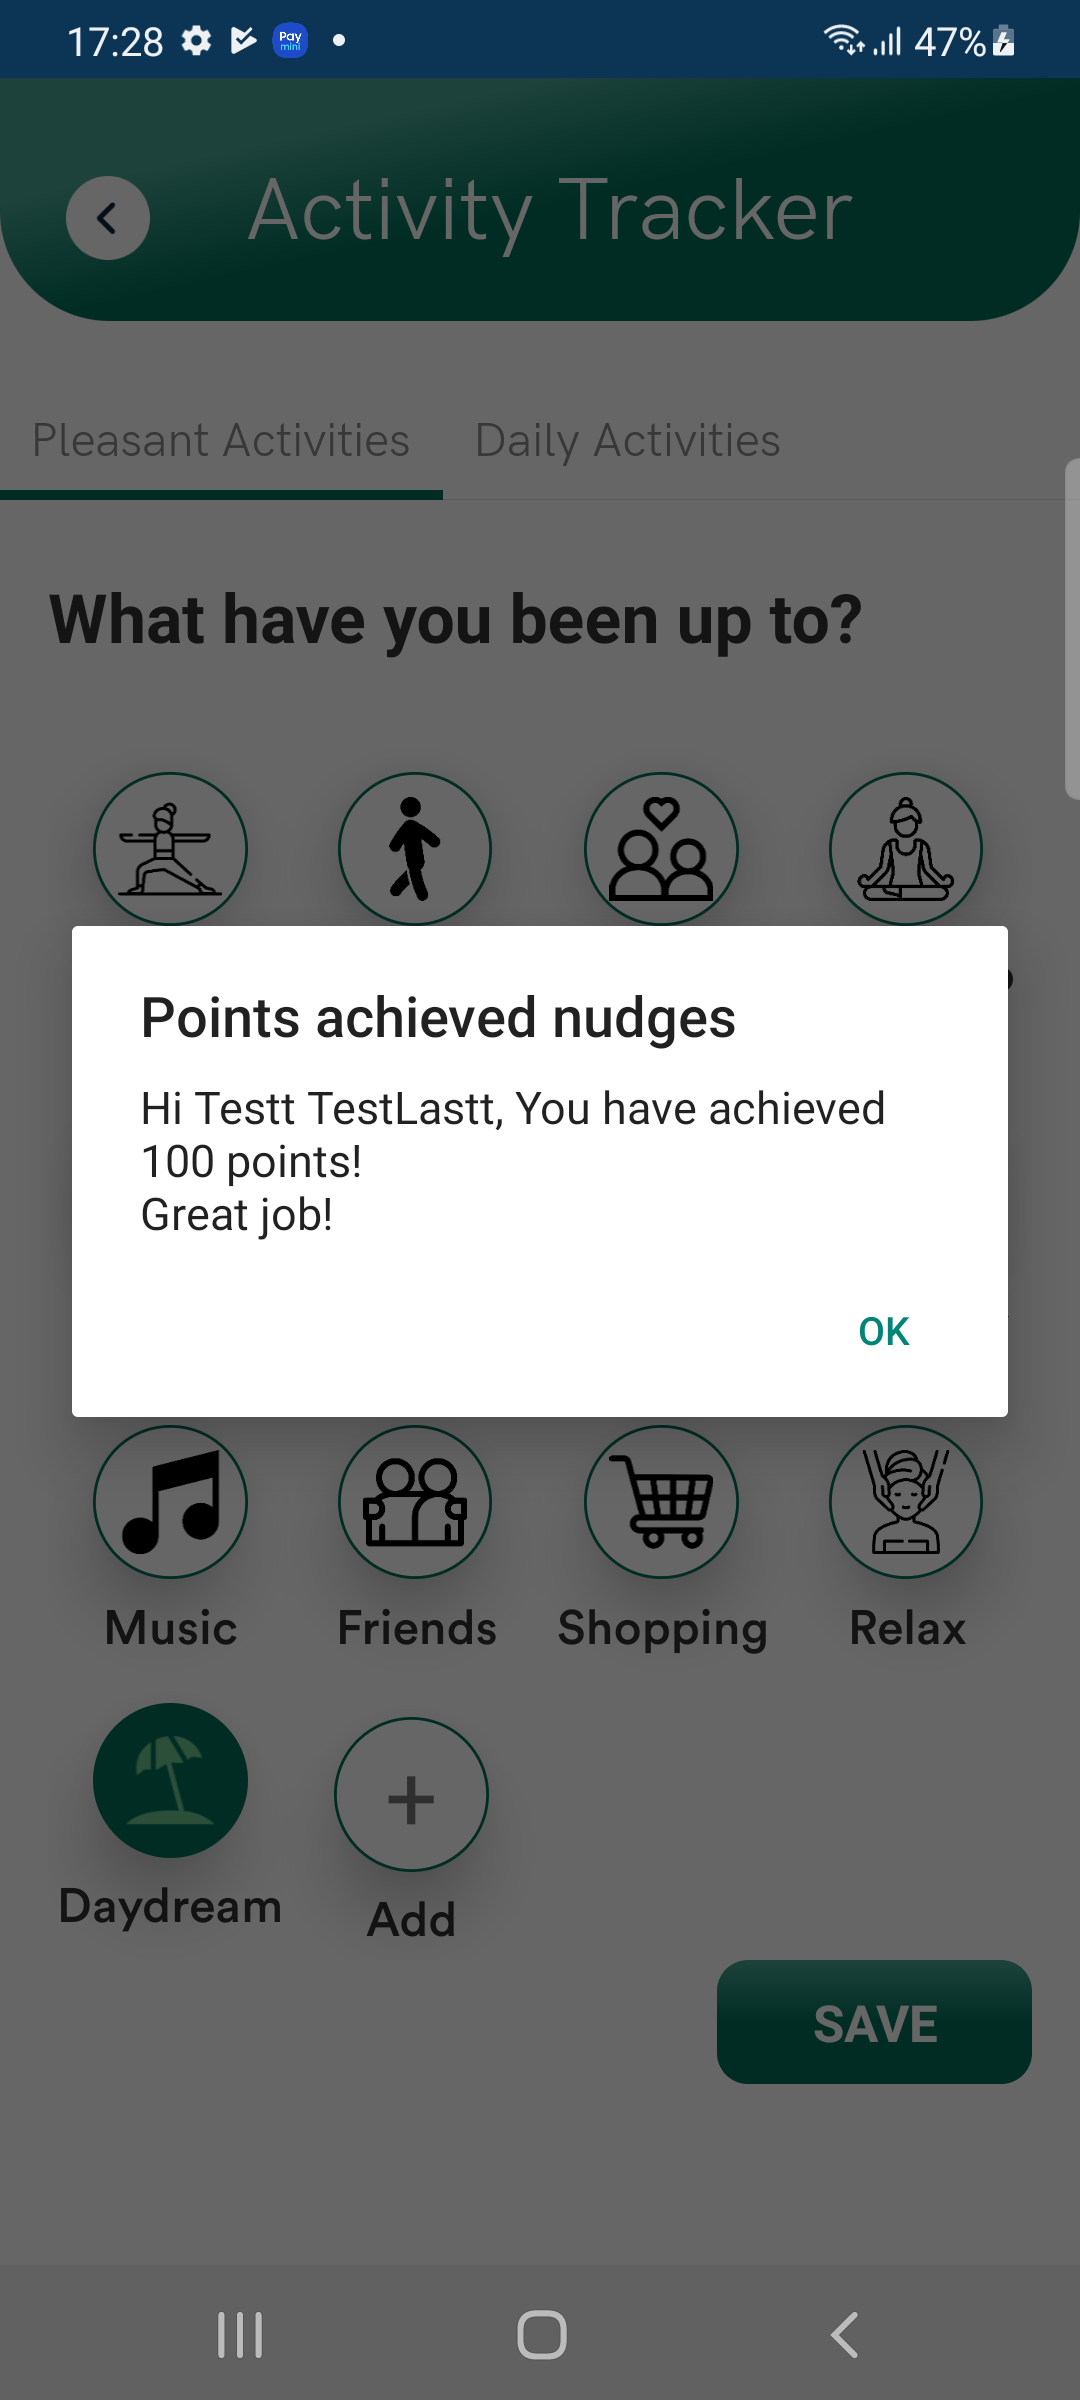 17:28
Pay
mini
47%
Activity Tracker
Pleasant Activities
Daily Activities
What have you been up to?
Points achieved nudges
Hi Testt TestLastt, You have achieved
100 points!
Great job!
OK
Music
Friends
Shopping
Relax
Daydream
Add
SAVE